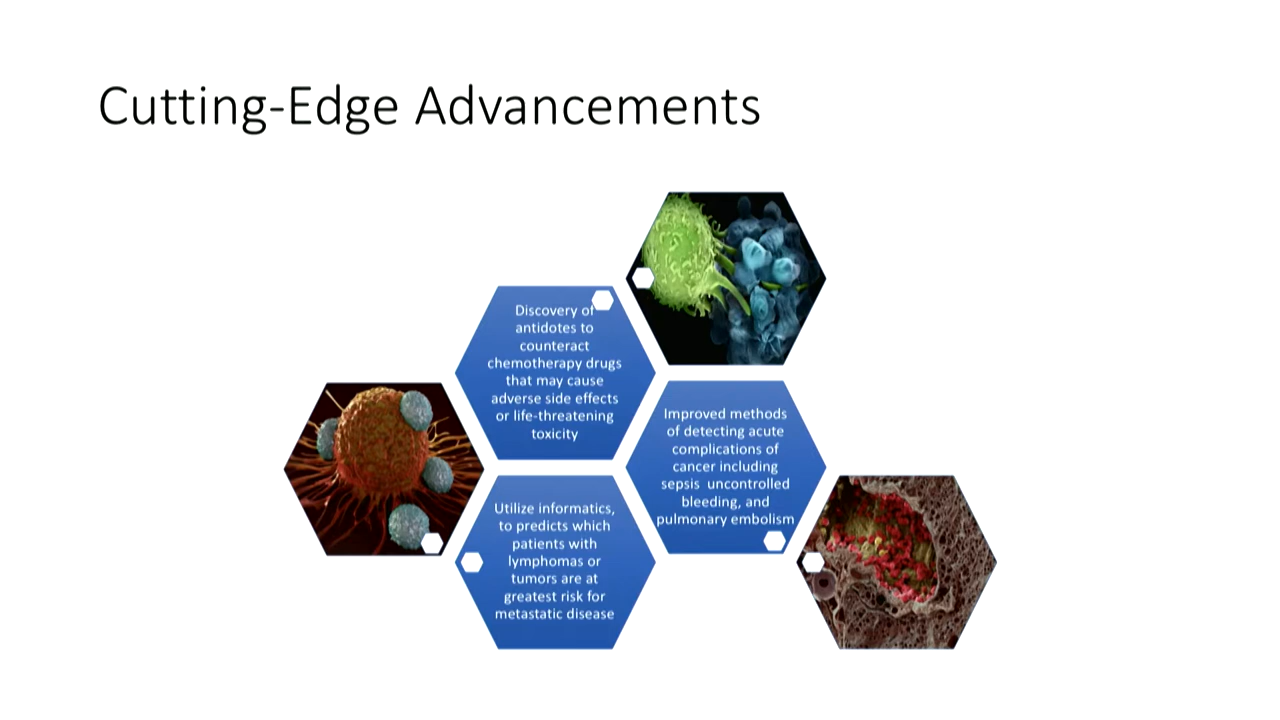 Cutting-Edge Advancements
Discovery of
antidotes to
counteract
chemotherapy drugs
that may cause
adverse side effects
or life-threatening
toxicity
Improved methods
of detecting acute
complications of
cancer including
sepsis  uncontrolled
bleeding, and
pulmonary embolism
Utilize informatics,
to predicts which
patients with
lymphomas or
tumors are at
greatest risk for
metastatic disease